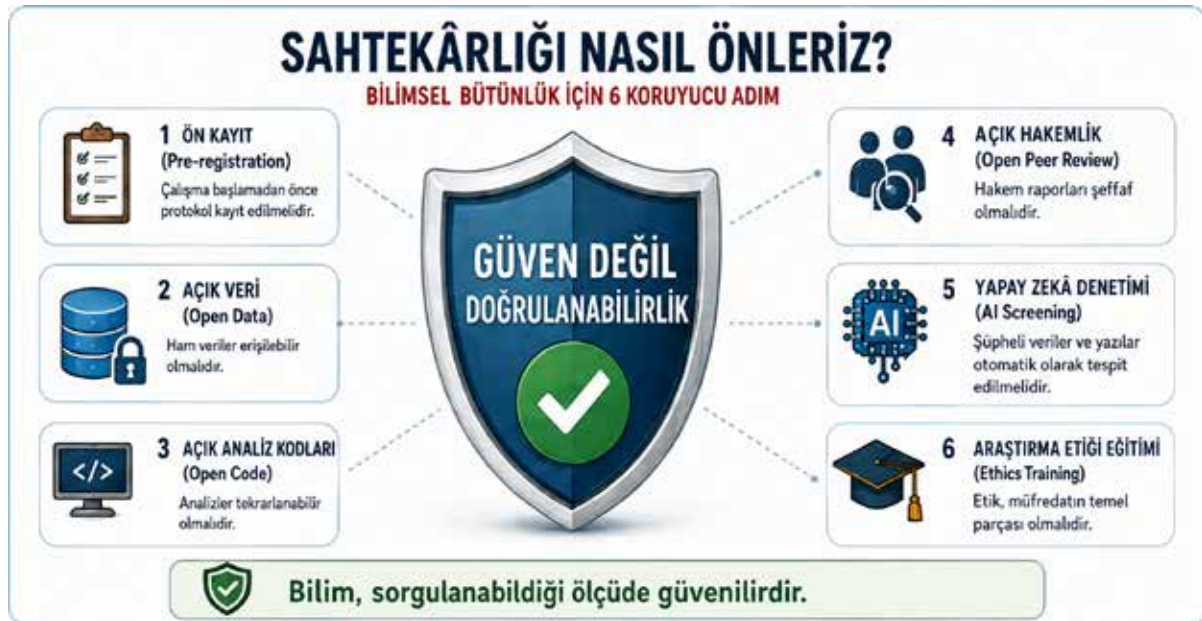 SAHTEKÂRLIĞI NASIL ÖNLERİZ?
BİLİMSEL BÜTÜNLÜK İÇİN 6 KORUYUCU ADIM
1 ÖN KAYIT
(Pre-registration)
Çalışma başlamadan önce
protokol kayıt edilmelidir.
2 AÇIK VERİ
(Open Data)
Ham veriler erişilebilir
olmalıdır.
3 AÇIK ANALİZ KODLARI
(Open Code)
</>
Analizler tekrarlanabilir
olmalıdır.
GÜVEN DEĞİL
DOĞRULANABİLİRLİK
4 AÇIK HAKEMLİK
(Open Peer Review)
Hakem raporları şeffaf
olmalıdır.
5 YAPAY ZEKÂ DENETİMİ
(AI Screening)
AI
Şüpheli veriler ve yazılar
otomatik olarak tespit
edilmelidir.
6 ARAŞTIRMA ETİĞİ EĞİTİMİ
(Ethics Training)
Etik, müfredatın temel
parçası olmalıdır.
Bilim, sorgulanabildiği ölçüde güvenilirdir.